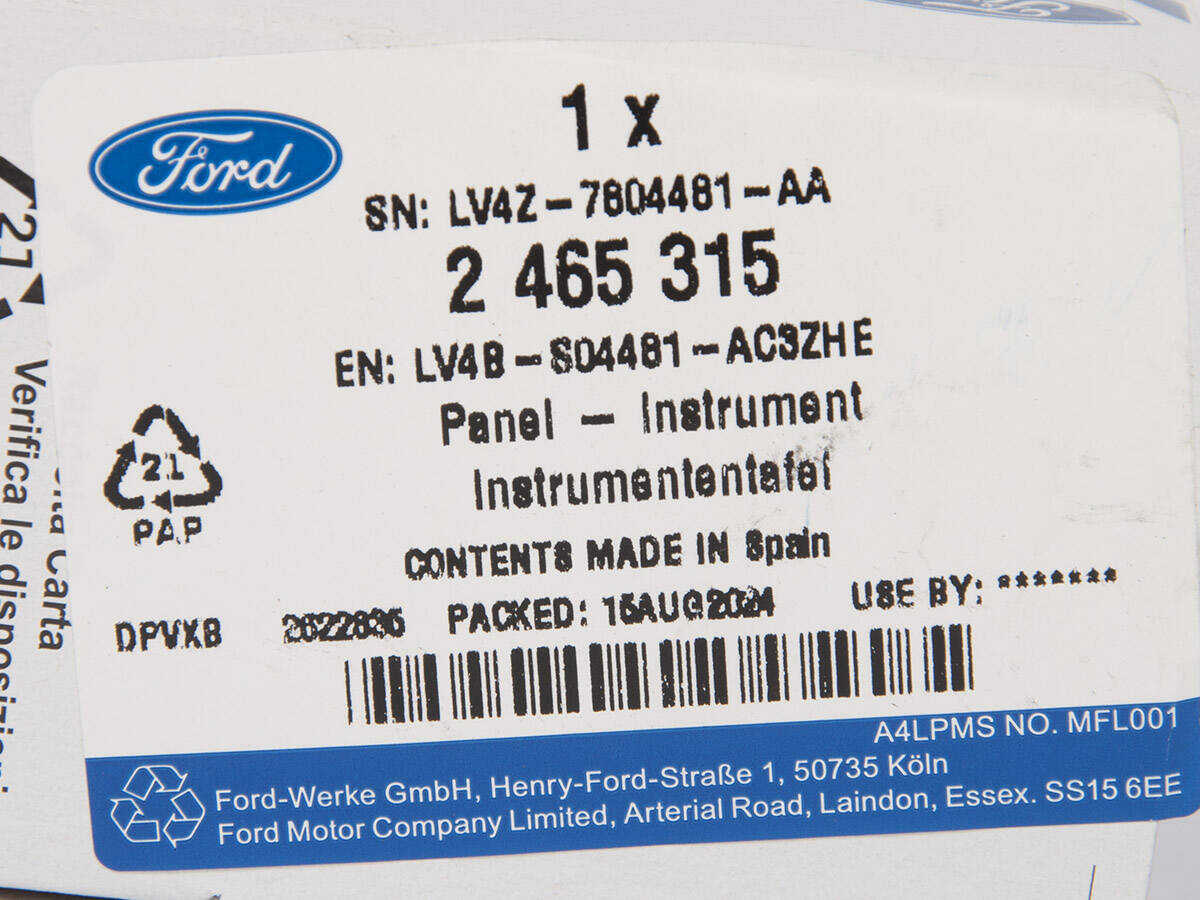 Ford
1 x
SN: LV4Z-7804481-AA
2 465 315
EN: LV4B-S04481-AC3ZHE
Panel - Instrument
Instrumententafel
21
PAP
CONTENTS MADE IN Spain
DPVXB PACKED: 15AUG2024 USE BY: *******
A4LPMS NO. MFL001
Ford-Werke GmbH, Henry-Ford-Straße 1, 50735 Köln
Ford Motor Company Limited, Arterial Road, Laindon, Essex. SS15 6EE
Carta
Verifica le disposizioni